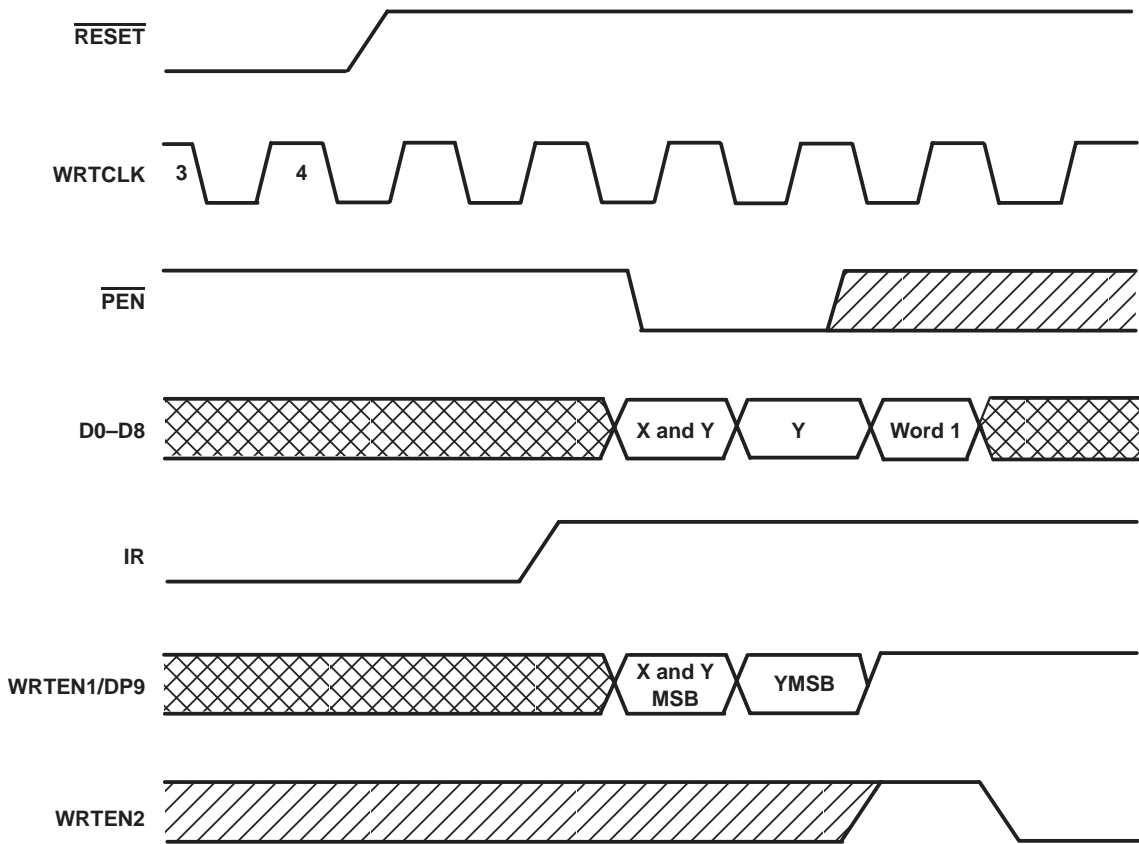 RESET
WRTCLK
3
4
PEN
D0–D8
X and Y
Y
Word 1
IR
WRTEN1/DP9
X and Y
MSB
YMSB
WRTEN2